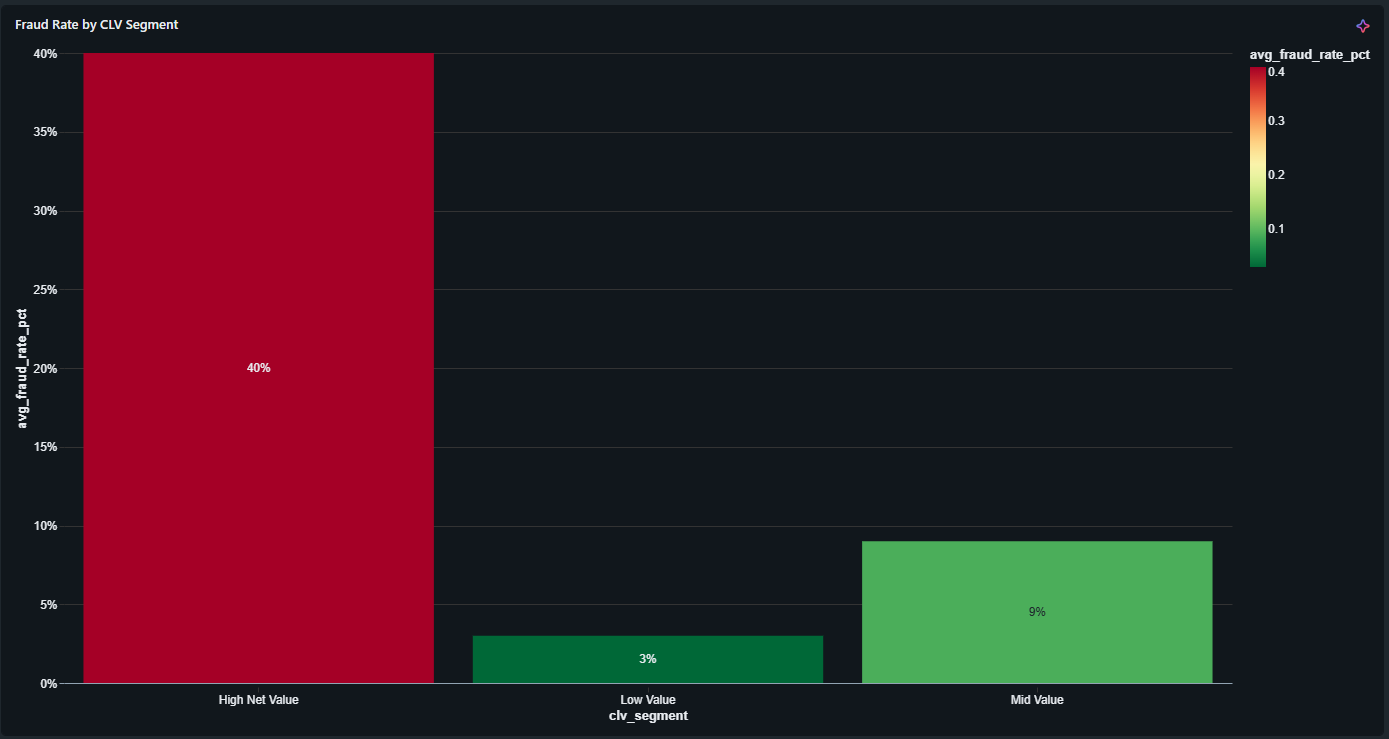 Fraud Rate by CLV Segment
avg_fraud_rate_pct
40%
35%
30%
25%
20%
15%
10%
5%
0%
avg_fraud_rate_pct
40%
3%
9%
High Net Value
Low Value
Mid Value
clv_segment
0.4
0.3
0.2
0.1